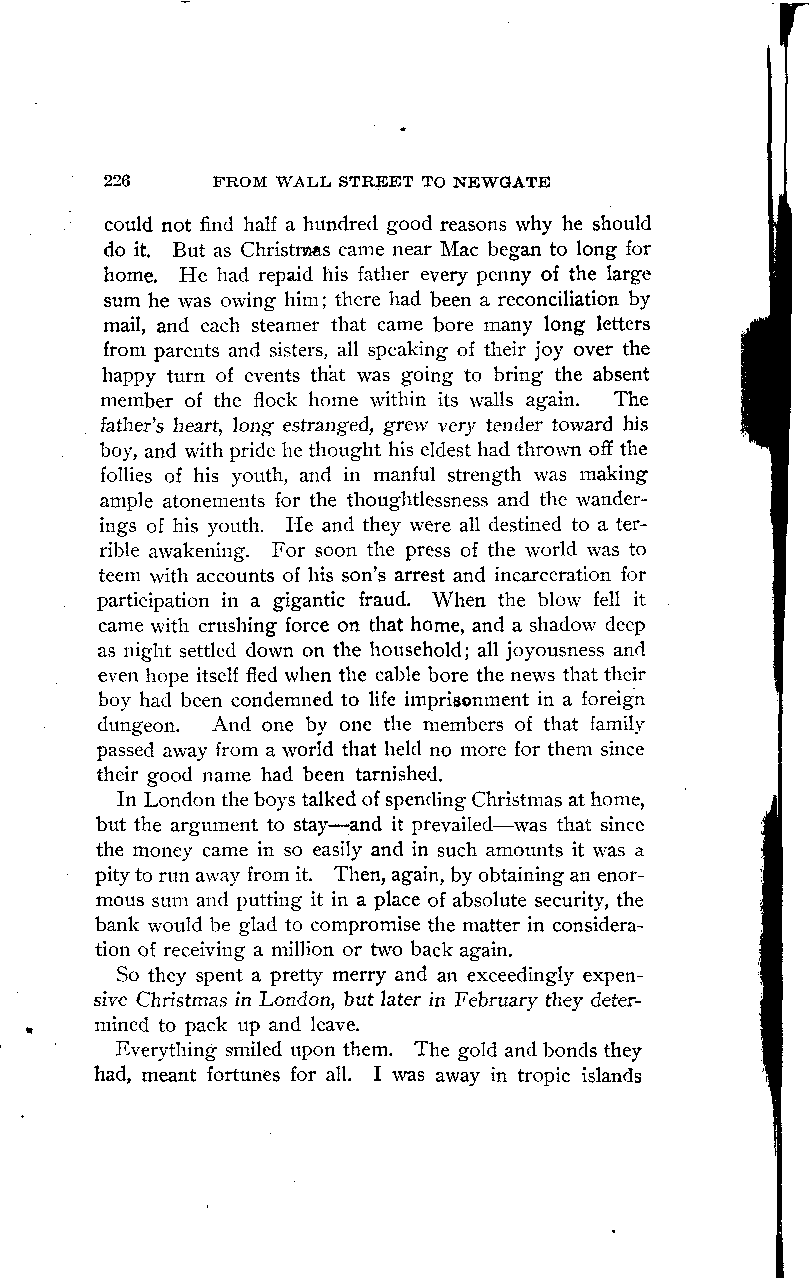 226 FROM WALL STREET TO NEWGATE
could not find half a hundred good reasons why he should
do it. But as Christmas came near Mac began to long for
home. He had repaid his father every penny of the large
sum he was owing him; there had been a reconciliation by
mail, and each steamer that came bore many long letters
from parents and sisters, all speaking of their joy over the
happy turn of events that was going to bring the absent
member of the flock home within its walls again. The
father's heart, long estranged, grew very tender toward his
boy, and with pride he thought his eldest had thrown off the
follies of his youth, and in manful strength was making
ample atonements for the thoughtlessness and the wander-
ings of his youth. He and they were all destined to a ter-
rible awakening. For soon the press of the world was to
teem with accounts of his son's arrest and incarceration for
participation in a gigantic fraud. When the blow fell it
came with crushing force on that home, and a shadow deep
as night settled down on the household; all joyousness and
even hope itself fled when the cable bore the news that their
boy had been condemned to life imprisonment in a foreign
dungeon. And one by one the members of that family
passed away from a world that held no more for them since
their good name had been tarnished.
In London the boys talked of spending Christmas at home,
but the argument to stay—and it prevailed—was that since
the money came in so easily and in such amounts it was a
pity to run away from it. Then, again, by obtaining an enor-
mous sum and putting it in a place of absolute security, the
bank would be glad to compromise the matter in considera-
tion of receiving a million or two back again.
So they spent a pretty merry and an exceedingly expen-
sive Christmas in London, but later in February they deter-
mined to pack up and leave.
Everything smiled upon them. The gold and bonds they
had, meant fortunes for all. I was away in tropic islands